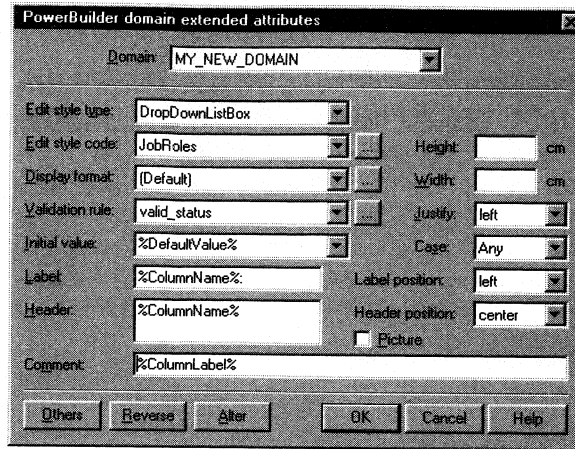 PowerBuilder domain extended attributes
Domain: MY_NEW_DOMAIN
Edit style type: DropDownListBox
Edit style code: JobRoles ... Height: cm
Display format: (Default) ... Width: cm
Validation rule: valid_status ... Justify: left
Initial value: %DefaultValue% Case: Any
Label: %ColumnName%: Label position: left
Header: %ColumnName% Header position: center
Picture
Comment: %ColumnLabel%
Others Reverse Alter OK Cancel Help